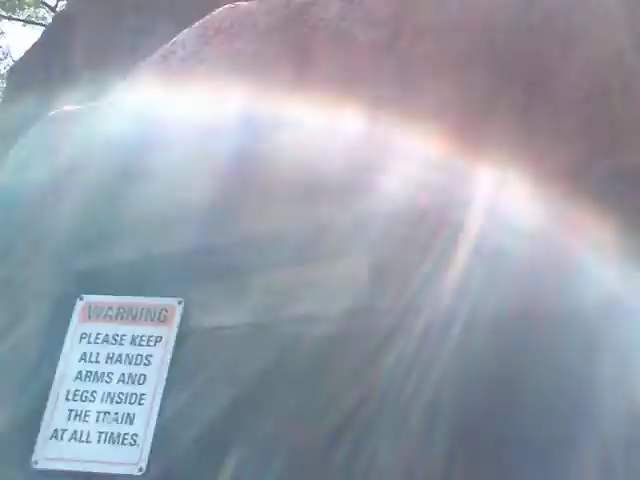 WARNING
PLEASE KEEP
ALL HANDS
ARMS AND
LEGS INSIDE
THE TRAIN
AT ALL TIMES.